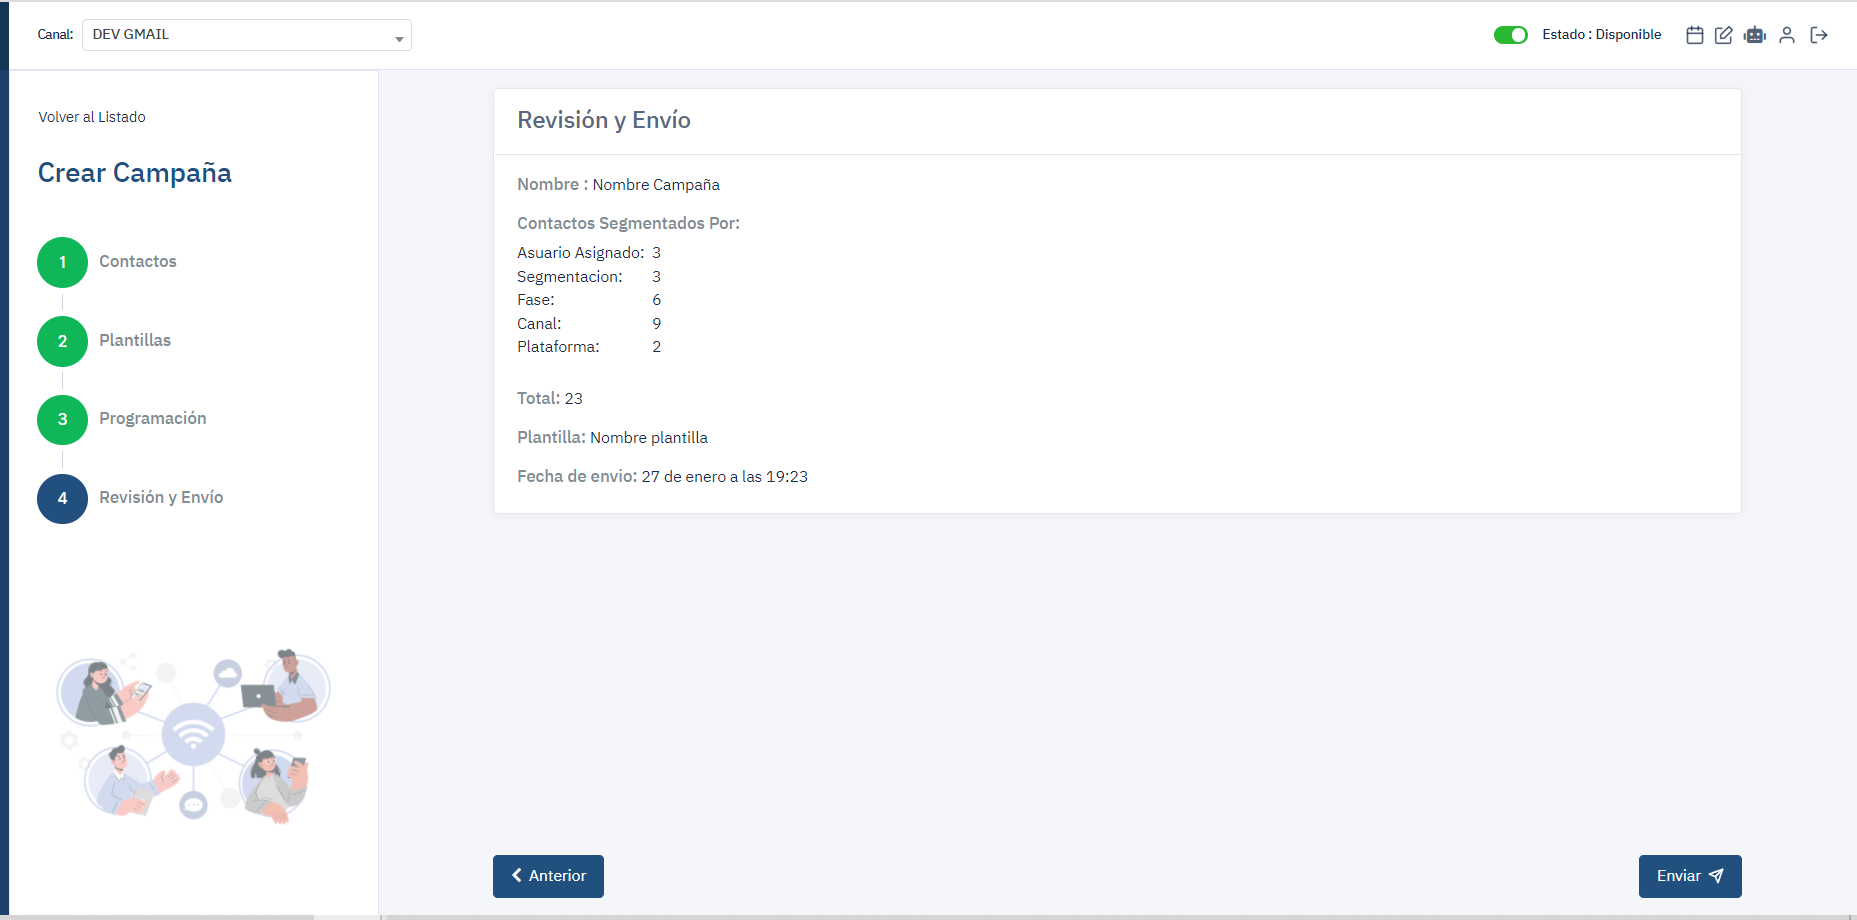 Canal: DEV GMAIL
Estado : Disponible
Volver al Listado
Crear Campaña
1 Contactos
2 Plantillas
3 Programación
4 Revisión y Envío
Revisión y Envío
Nombre : Nombre Campaña
Contactos Segmentados Por:
Asuario Asignado: 3
Segmentacion: 3
Fase: 6
Canal: 9
Plataforma: 2
Total: 23
Plantilla: Nombre plantilla
Fecha de envio: 27 de enero a las 19:23
Anterior
Enviar